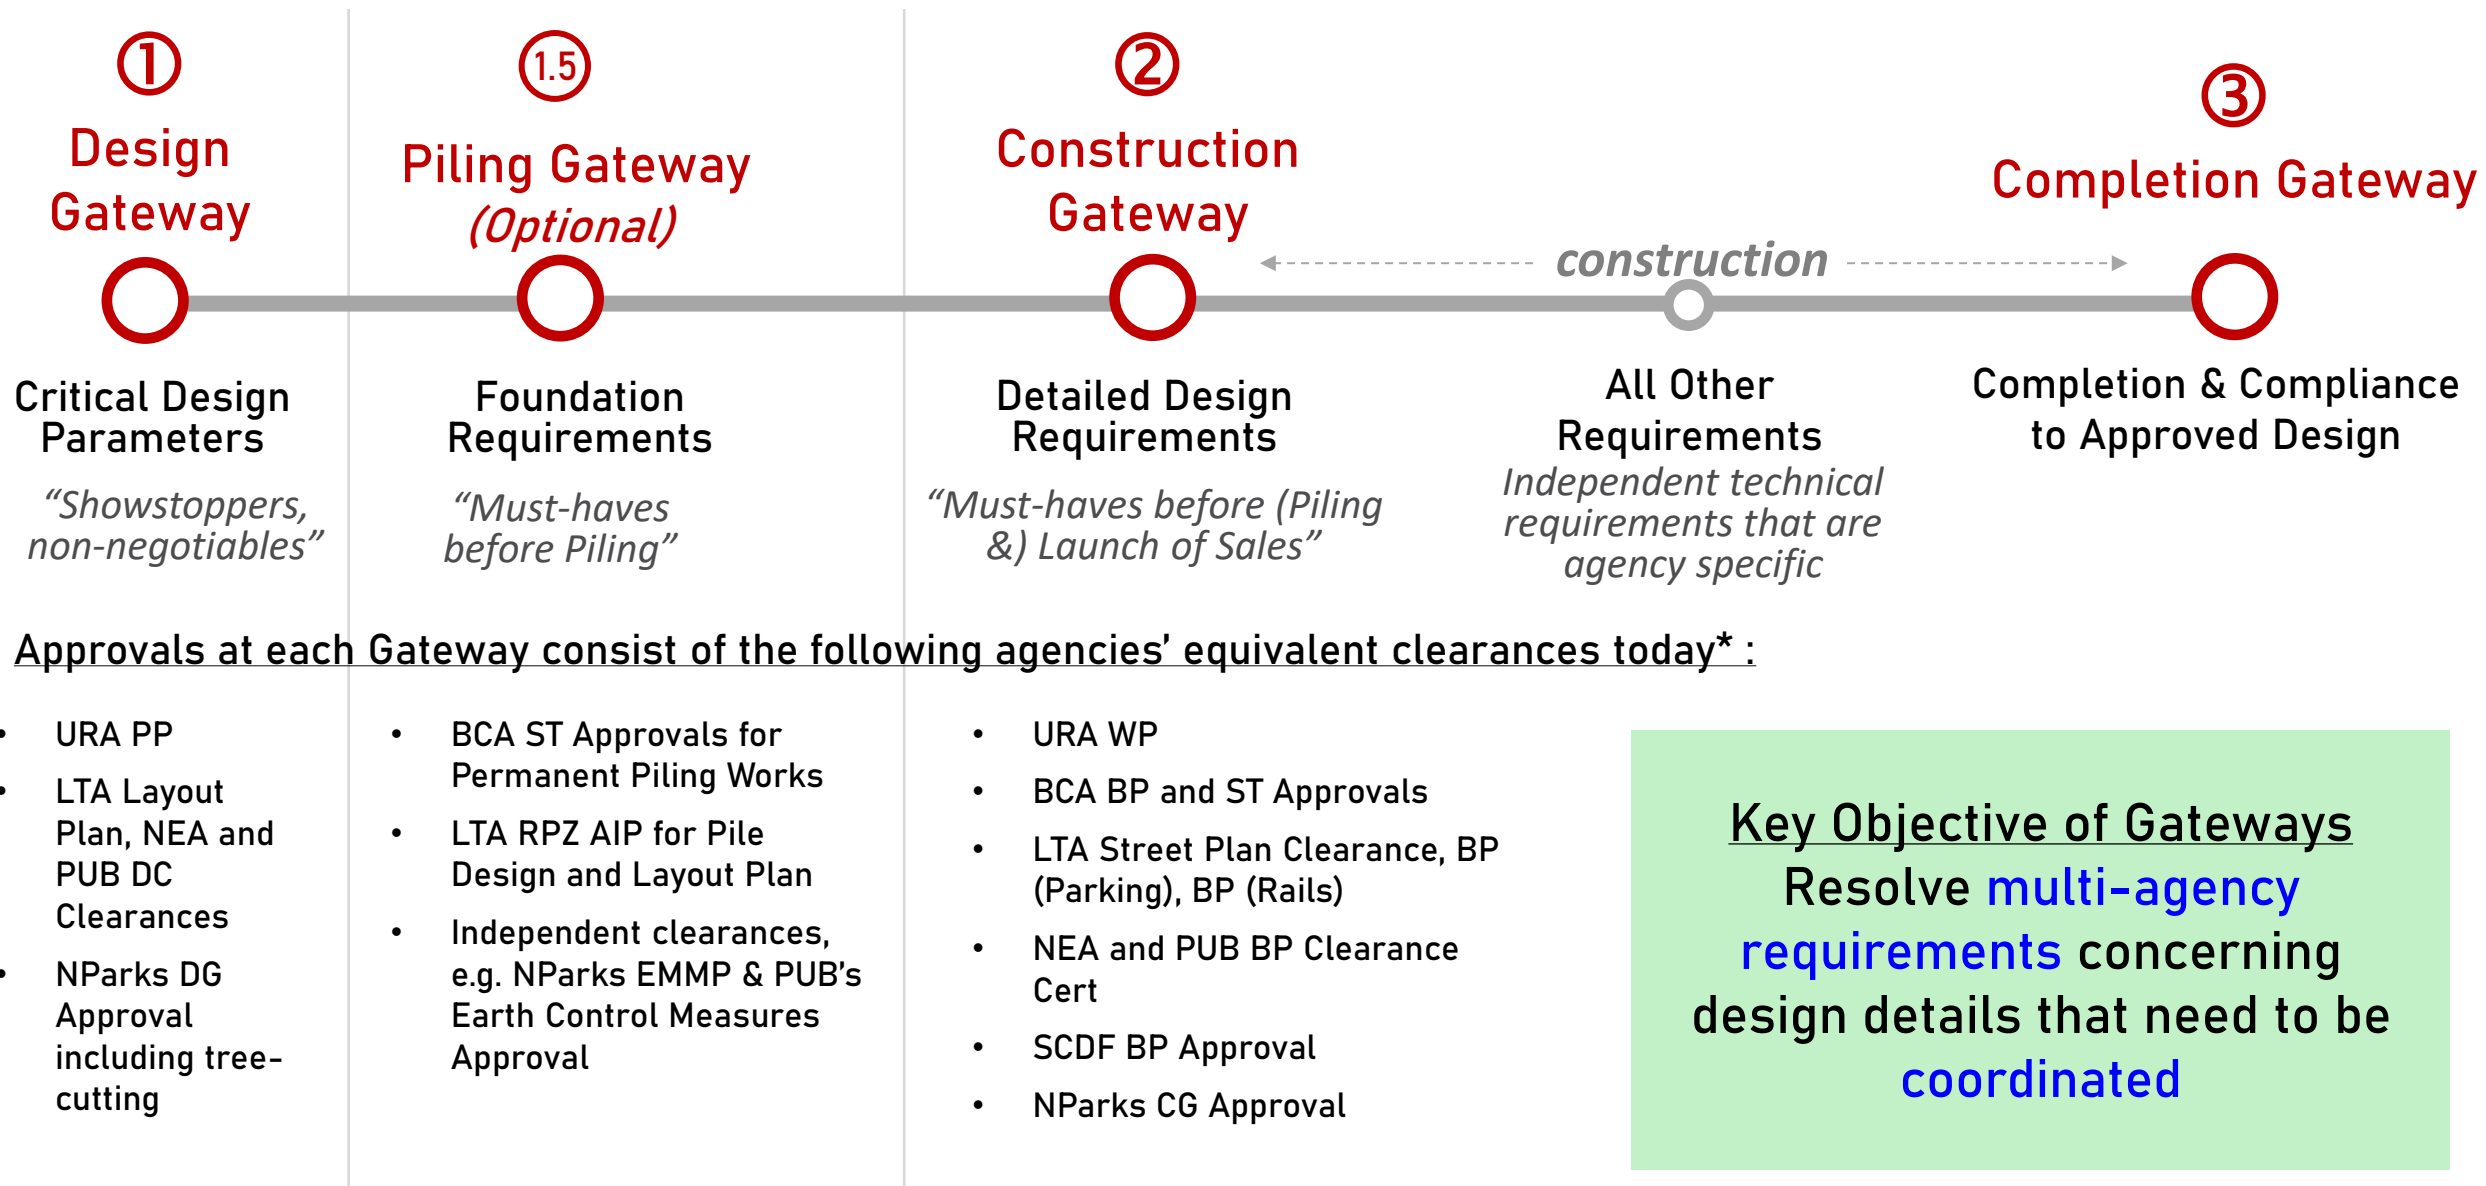 ①
Design
Gateway
1.5
Piling Gateway
(Optional)
②
Construction
Gateway
③
Completion Gateway
construction
Critical Design
Parameters
“Showstoppers,
non-negotiables”
Foundation
Requirements
“Must-haves
before Piling”
Detailed Design
Requirements
“Must-haves before (Piling
&) Launch of Sales”
All Other
Requirements
Independent technical
requirements that are
agency specific
Completion & Compliance
to Approved Design
Approvals at each Gateway consist of the following agencies’ equivalent clearances today* :
• URA PP
• LTA Layout
Plan, NEA and
PUB DC
Clearances
• NParks DG
Approval
including tree-
cutting
• BCA ST Approvals for
Permanent Piling Works
• LTA RPZ AIP for Pile
Design and Layout Plan
• Independent clearances,
e.g. NParks EMMP & PUB’s
Earth Control Measures
Approval
• URA WP
• BCA BP and ST Approvals
• LTA Street Plan Clearance, BP
(Parking), BP (Rails)
• NEA and PUB BP Clearance
Cert
• SCDF BP Approval
• NParks CG Approval
Key Objective of Gateways
Resolve multi-agency
requirements concerning
design details that need to be
coordinated